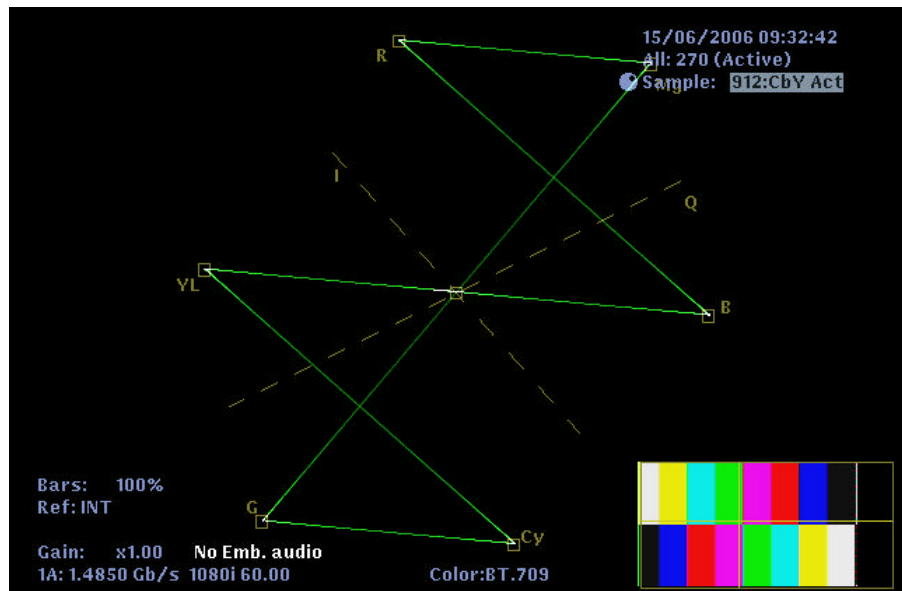 15/06/2006 09:32:42
All: 270 (Active)
Sample: 912:CbY Act
R
Mg
I
Q
YL
B
Bars: 100%
Ref: INT
G
Cy
Gain: x1.00 No Emb. audio
1A: 1.4850 Gb/s 1080i 60.00 Color:BT.709